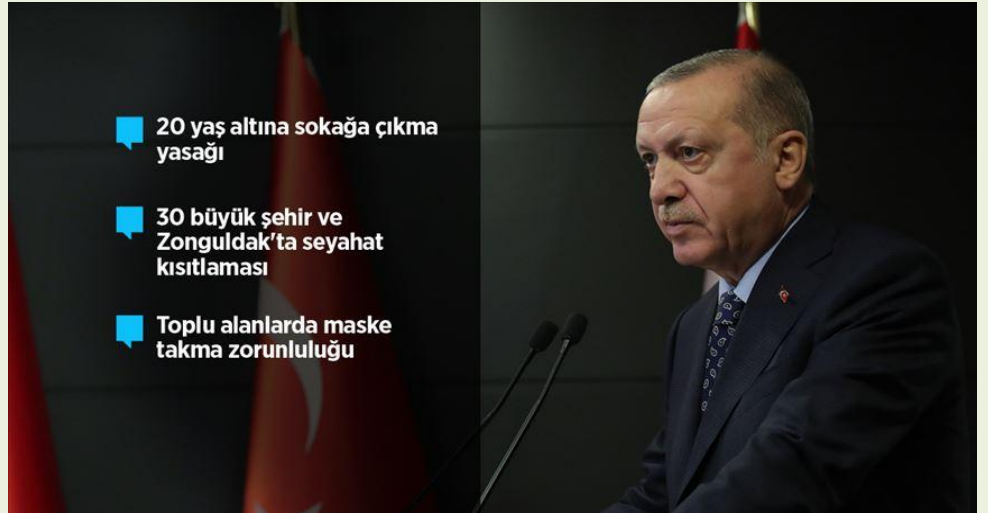 20 yaş altına sokağa çıkma
yasağı
30 büyük şehir ve
Zonguldak'ta seyahat
kısıtlaması
Toplu alanlarda maske
takma zorunluluğu